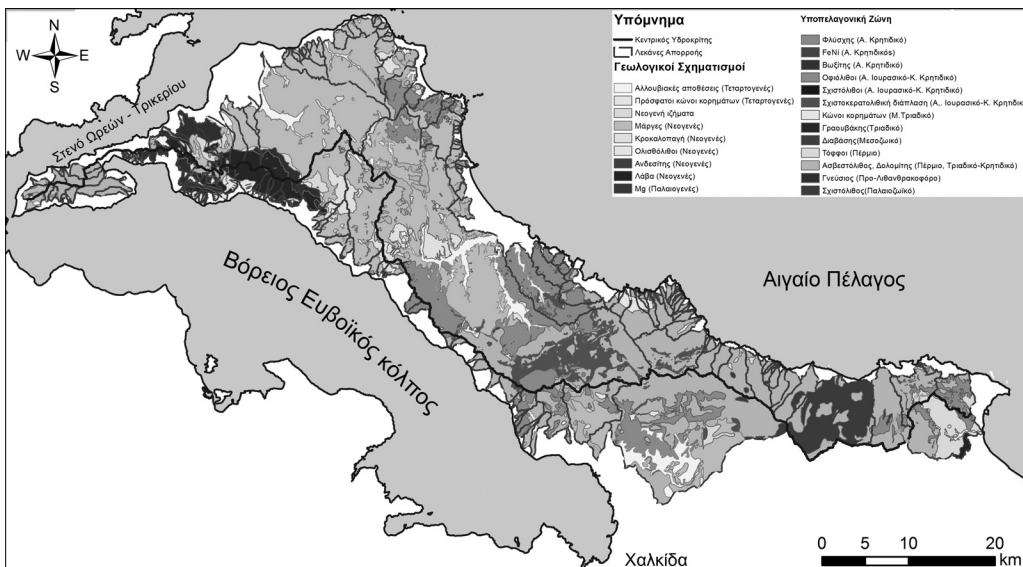 N
W E
S
Στενό Ωρεών - Τρικερίου
Βόρειος Ευβοϊκός κόλπος
Αιγαίο Πέλαγος
Χαλκίδα
Υπόμνημα
Κεντρικός Υδροκρίτης
Λεκάνες Απορροής
Γεωλογικοί Σχηματισμοί
Αλλουβιακές αποθέσεις (Τεταρτογενές)
Πρόσφατοι κώνοι κορημάτων (Τεταρτογενές)
Νεογενή ιζήματα
Μάργες (Νεογενές)
Κροκαλοπαγή (Νεογενές)
Ολισθόλιθοι (Νεογενές)
Ανδεσίτης (Νεογενές)
Λάβα (Νεογενές)
Mg (Παλαιογενές)
Υποπελαγονική Ζώνη
Φλύσχης (Α. Κρητιδικό)
FeNi (Α. Κρητιδικόs)
Βωξίτης (Α. Κρητιδικό)
Οφιόλιθοι (Α. Ιουρασικό-Κ. Κρητιδικό)
Σχιστόλιθοι (Α. Ιουρασικό-Κ. Κρητιδικό)
Σχιστοκερατολιθική διάπλαση (Α,. Ιουρασικό-Κ. Κρητιδικ
Κώνοι κορημάτων (Μ.Τριαδικό)
Γραουβάκης(Τριαδικό)
Διαβάσης(Μεσοζωικό)
Τόφφοι (Πέρμιο)
Ασβεστόλιθος, Δολομίτης (Πέρμιο, Τριαδικό-Κρητιδικό)
Γνεύσιος (Προ-Λιθανθρακοφόρο)
Σχιστόλιθος(Παλαιοζωϊκό)
0 5 10 20
km